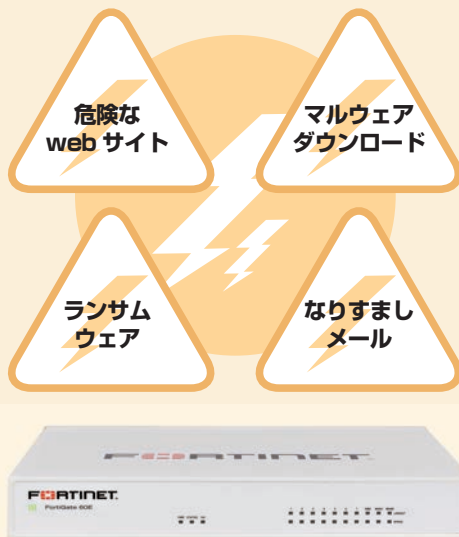 危険な
web サイト
マルウェア
ダウンロード
ランサム
ウェア
なりすまし
メール
FORTINET
FORTINET
FortiGate 60E